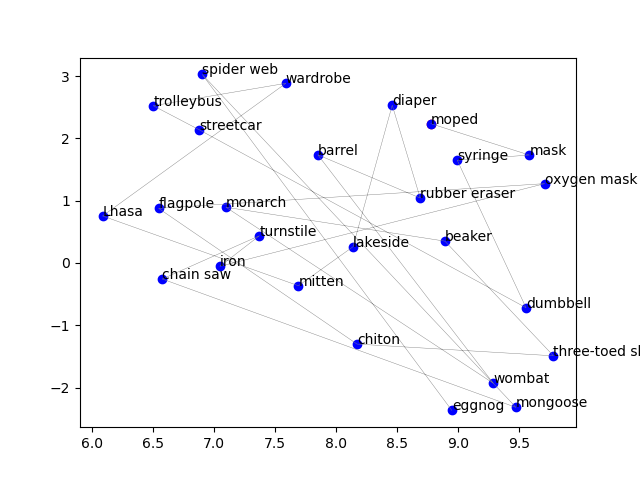 spider web
wardrobe
trolleybus
diaper
streetcar
moped
barrel
syringe
mask
oxygen mask
rubber eraser
Lhasa
flagpole
monarch
turnstile
lakeside
beaker
iron
chain saw
mitten
dumbbell
chiton
three-toed sl
wombat
eggnog
mongoose
3
2
1
0
−1
−2
6.0 6.5 7.0 7.5 8.0 8.5 9.0 9.5